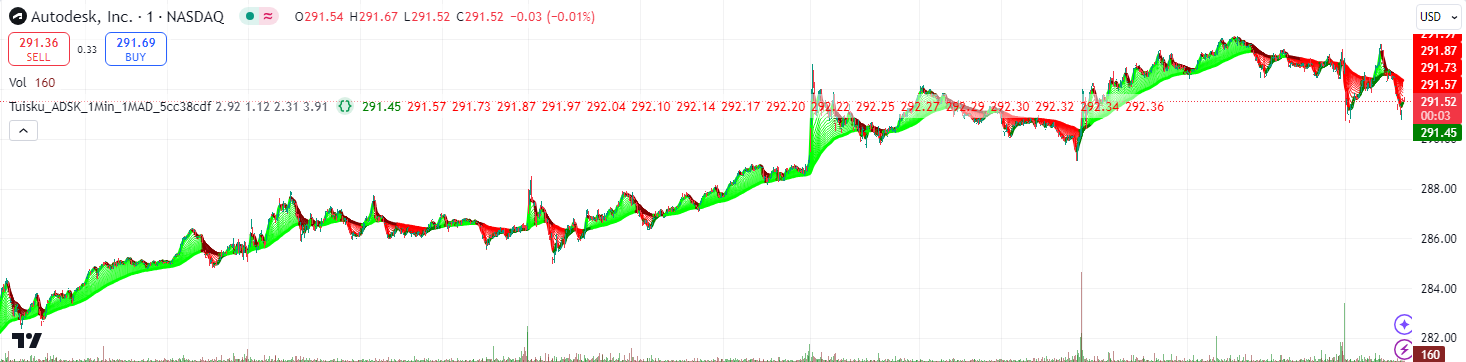 Autodesk, Inc. · 1 · NASDAQ O291.54 H291.67 L291.52 C291.52 −0.03 (−0.01%)
USD
291.36 SELL
0.33
291.69 BUY
Vol 160
Tuisku_ADSK_1Min_1MAD_5cc38cdf 2.92 1.12 2.31 3.91 291.45 291.57 291.73 291.87 291.97 292.04 292.10 292.14 292.17 292.20 292.22 292.25 292.27 292.29 292.30 292.32 292.34 292.36
291.97
291.87
291.73
291.57
291.52
00:03
291.45
288.00
286.00
284.00
282.00
160